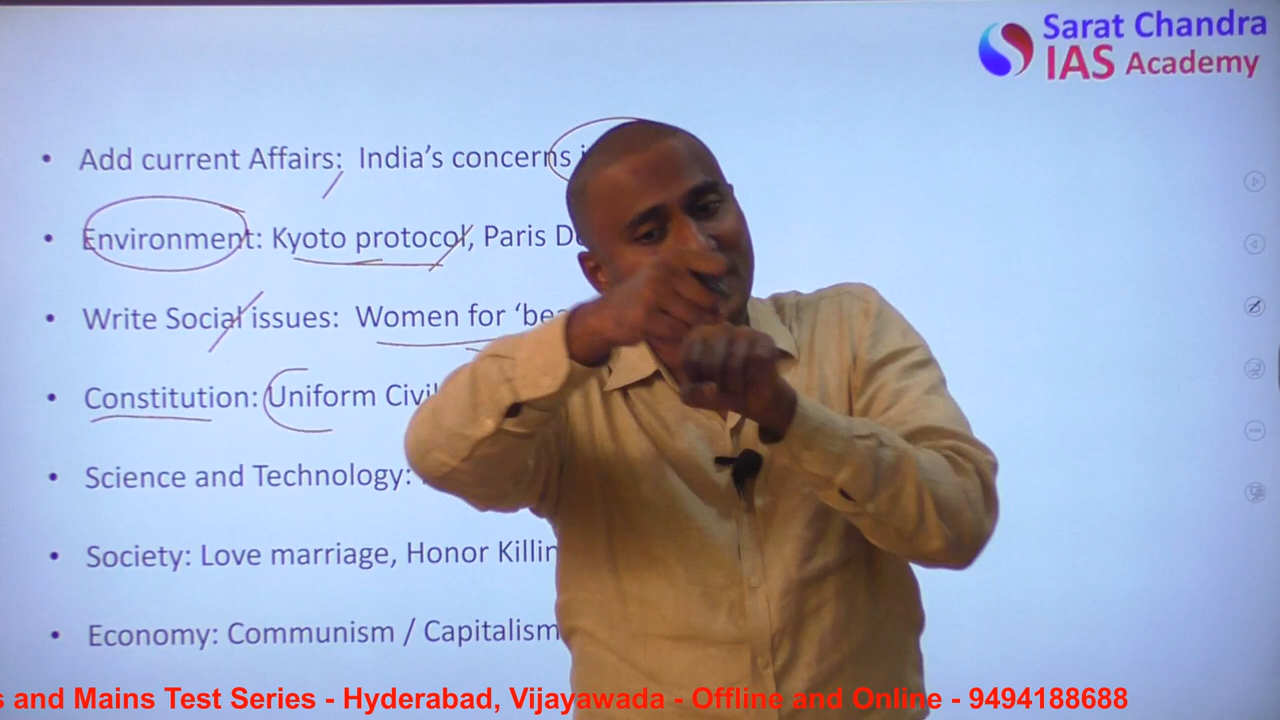 Sarat Chandra
IAS Academy
• Add current Affairs: India's concerns
• Environment: Kyoto protocol, Paris
• Write Social issues: Women for
• Constitution: Uniform
• Science and Technology:
• Society: Love marriage, Honor
• Economy: Communism / Capitalism
and Mains Test Series - Hyderabad, Vijayawada - Offline and Online - 9494188688